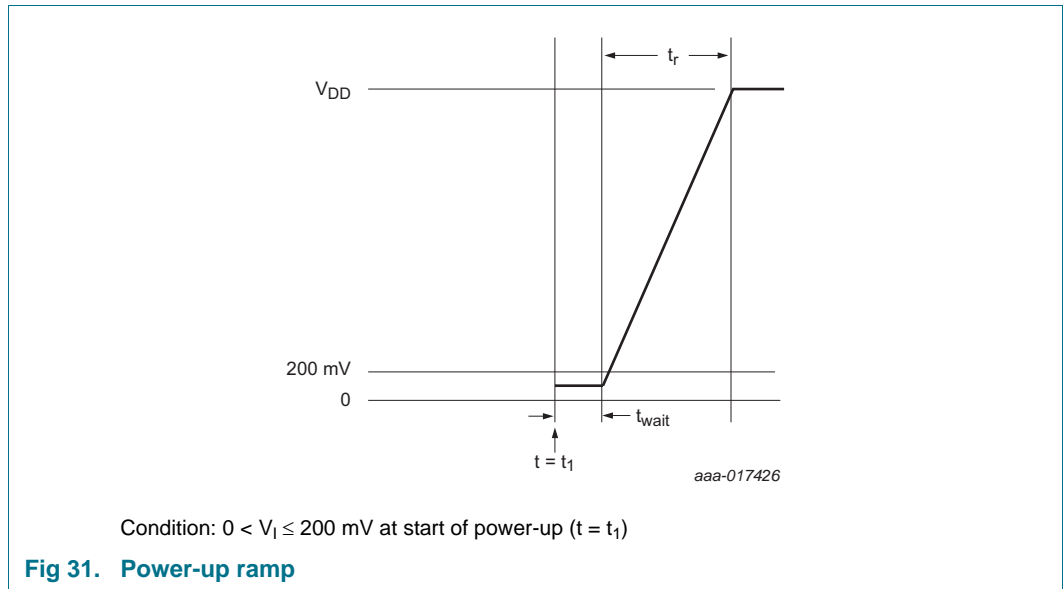 tr
VDD
200 mV
0
twait
t = t1
aaa-017426
Condition: 0 < VI ≤ 200 mV at start of power-up (t = t1)
Fig 31. Power-up ramp